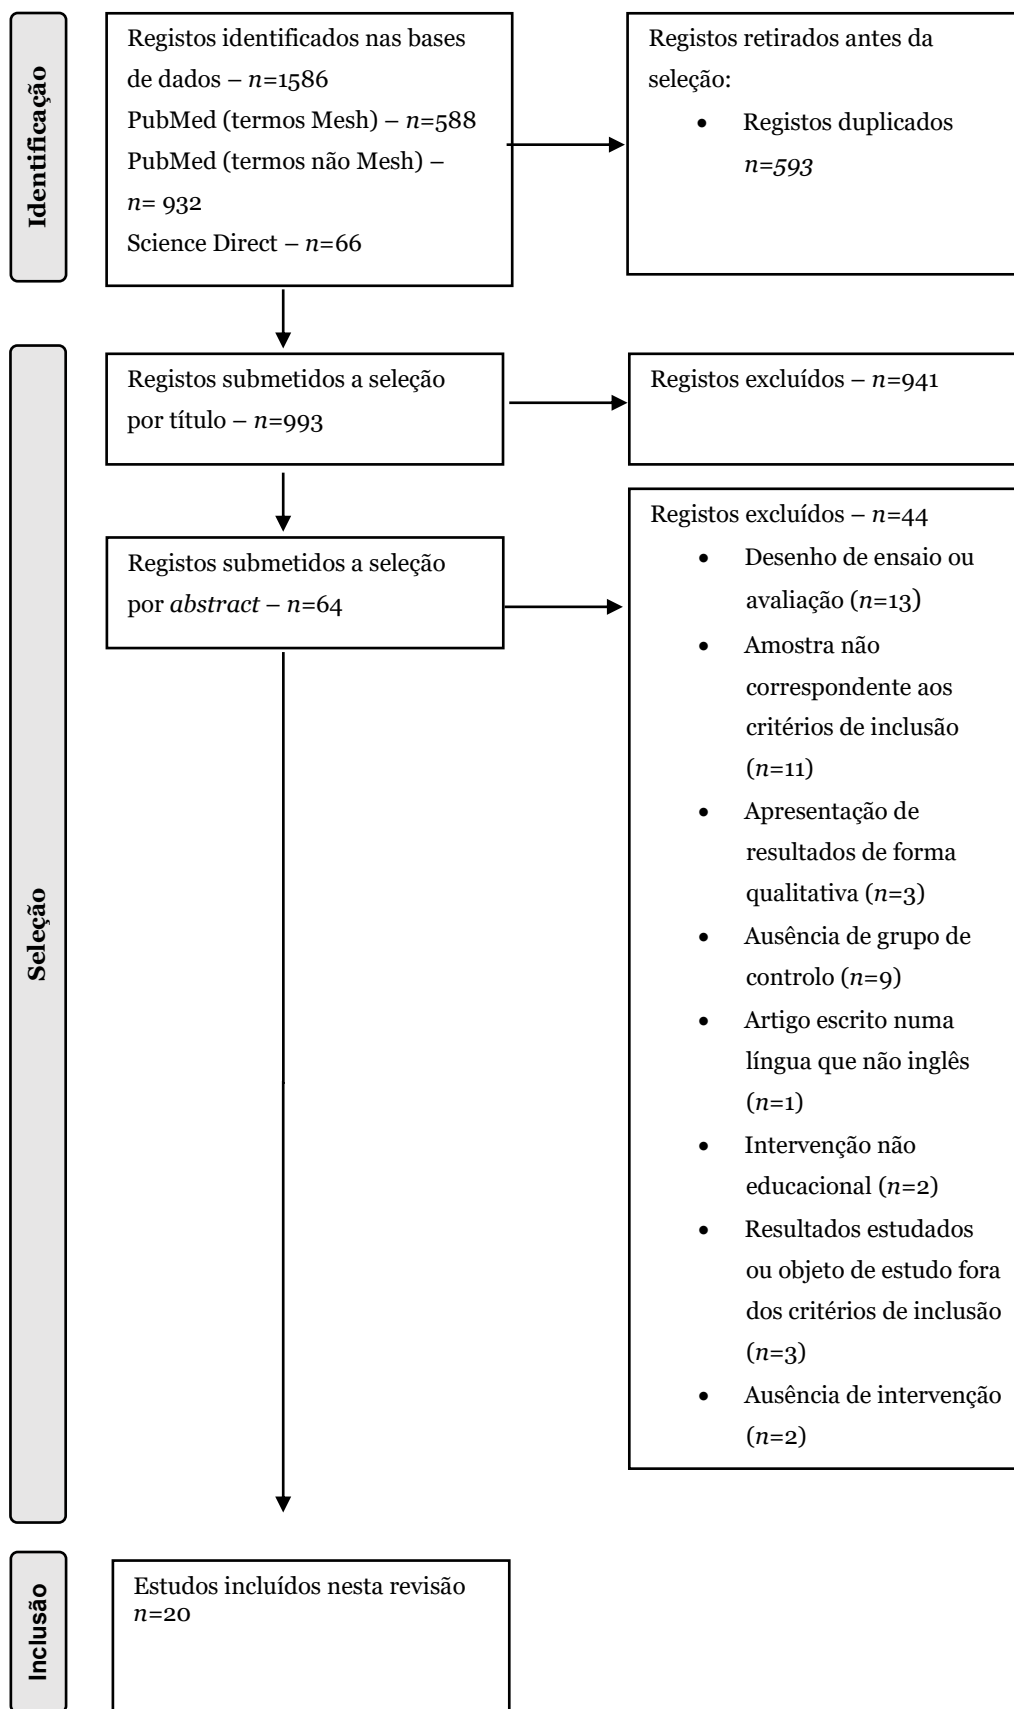 Identificação
Registos identificados nas bases
de dados – n=1586
PubMed (termos Mesh) – n=588
PubMed (termos não Mesh) –
n= 932
Science Direct – n=66
Registos retirados antes da
seleção:
• Registos duplicados
n=593
Seleção
Registos submetidos a seleção
por título – n=993
Registos excluídos – n=941
Registos submetidos a seleção
por abstract – n=64
Registos excluídos – n=44
• Desenho de ensaio ou
avaliação (n=13)
• Amostra não
correspondente aos
critérios de inclusão
(n=11)
• Apresentação de
resultados de forma
qualitativa (n=3)
• Ausência de grupo de
controlo (n=9)
• Artigo escrito numa
língua que não inglês
(n=1)
• Intervenção não
educacional (n=2)
• Resultados estudados
ou objeto de estudo fora
dos critérios de inclusão
(n=3)
• Ausência de intervenção
(n=2)
Inclusão
Estudos incluídos nesta revisão
n=20